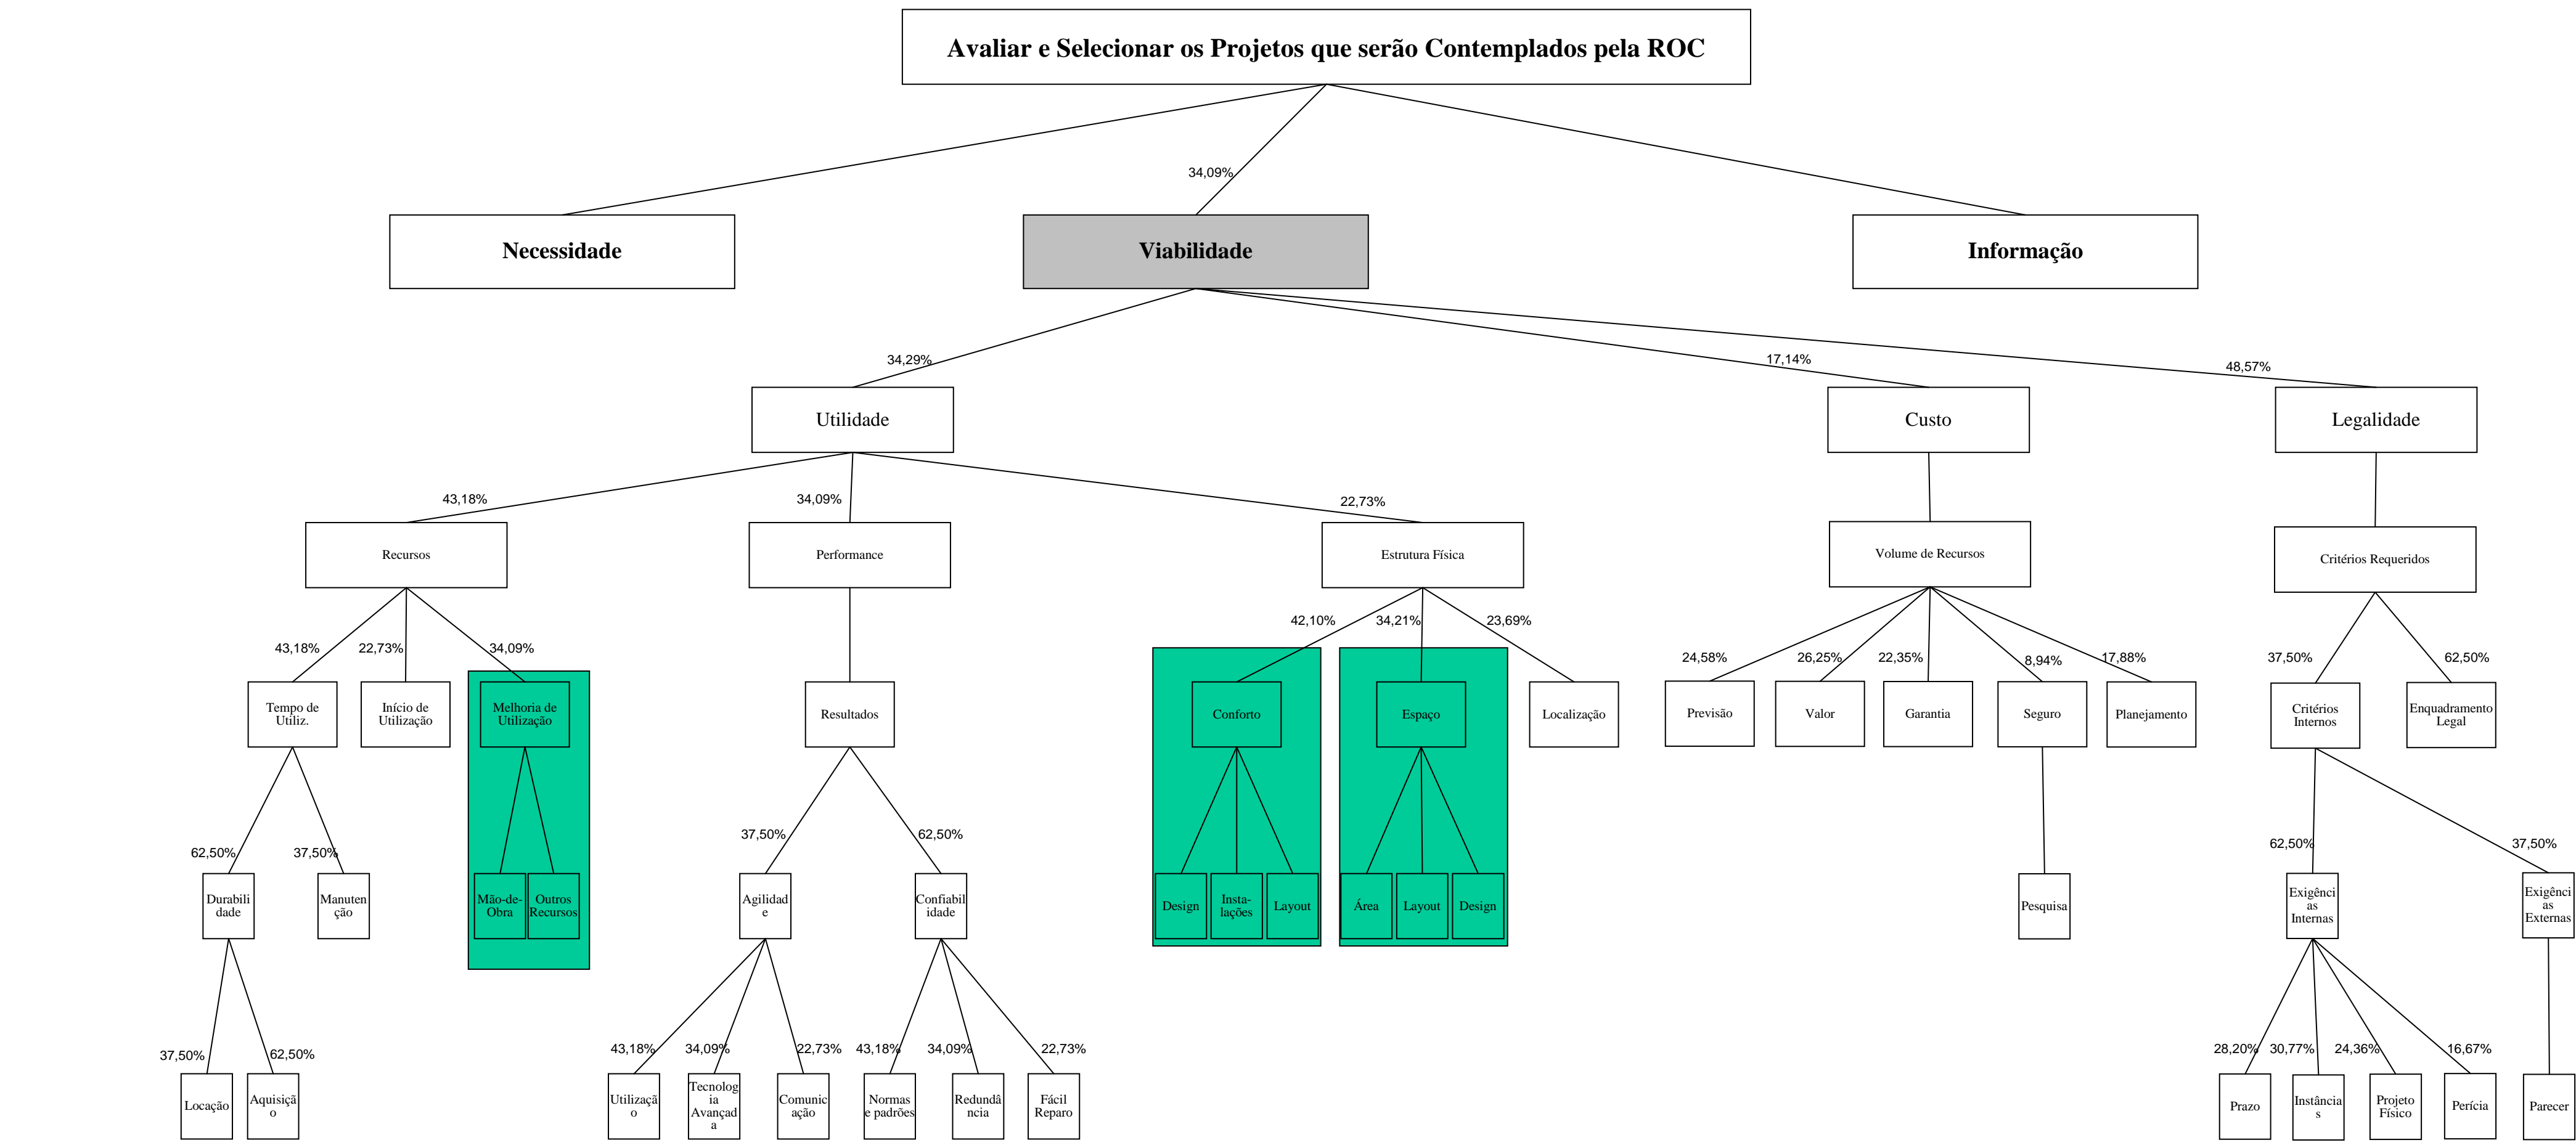 Avaliar e Selecionar os Projetos que serão Contemplados pela ROC
34,09%
Necessidade
Viabilidade
Informação
34,29%
17,14%
48,57%
Utilidade
Custo
Legalidade
43,18%
34,09%
22,73%
Recursos
Performance
Estrutura Física
Volume de Recursos
Critérios Requeridos
43,18%
22,73%
34,09%
42,10%
34,21%
23,69%
24,58%
26,25%
22,35%
8,94%
17,88%
37,50%
62,50%
Tempo de
Utiliz.
Início de
Utilização
Melhoria de
Utilização
Resultados
Conforto
Espaço
Localização
Previsão
Valor
Garantia
Seguro
Planejamento
Critérios
Internos
Enquadramento
Legal
62,50%
37,50%
37,50%
62,50%
62,50%
37,50%
Durabili
dade
Manuten
ção
Mão-de-
Obra
Outros
Recursos
Agilidad
e
Confiabil
idade
Design
Insta-
lações
Layout
Área
Layout
Design
Pesquisa
Exigênci
as
Internas
Exigênci
as
Externas
37,50%
62,50%
43,18%
34,09%
22,73%
43,18%
34,09%
22,73%
28,20%
30,77%
24,36%
16,67%
Locação
Aquisiçã
o
Utilizaçã
o
Tecnolog
ia
Avançad
a
Comunic
ação
Normas
e padrões
Redundâ
ncia
Fácil
Reparo
Prazo
Instância
s
Projeto
Físico
Perícia
Parecer